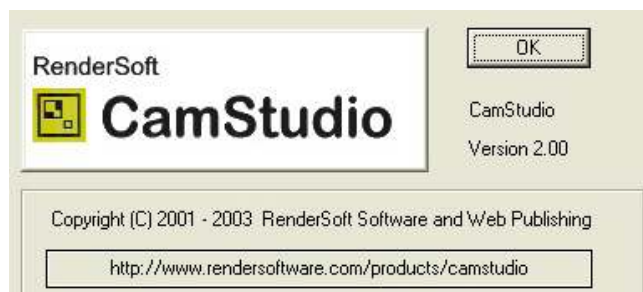 RenderSoft
CamStudio
OK
CamStudio
Version 2.00
Copyright (C) 2001 - 2003 RenderSoft Software and Web Publishing
http://www.rendersoftware.com/products/camstudio